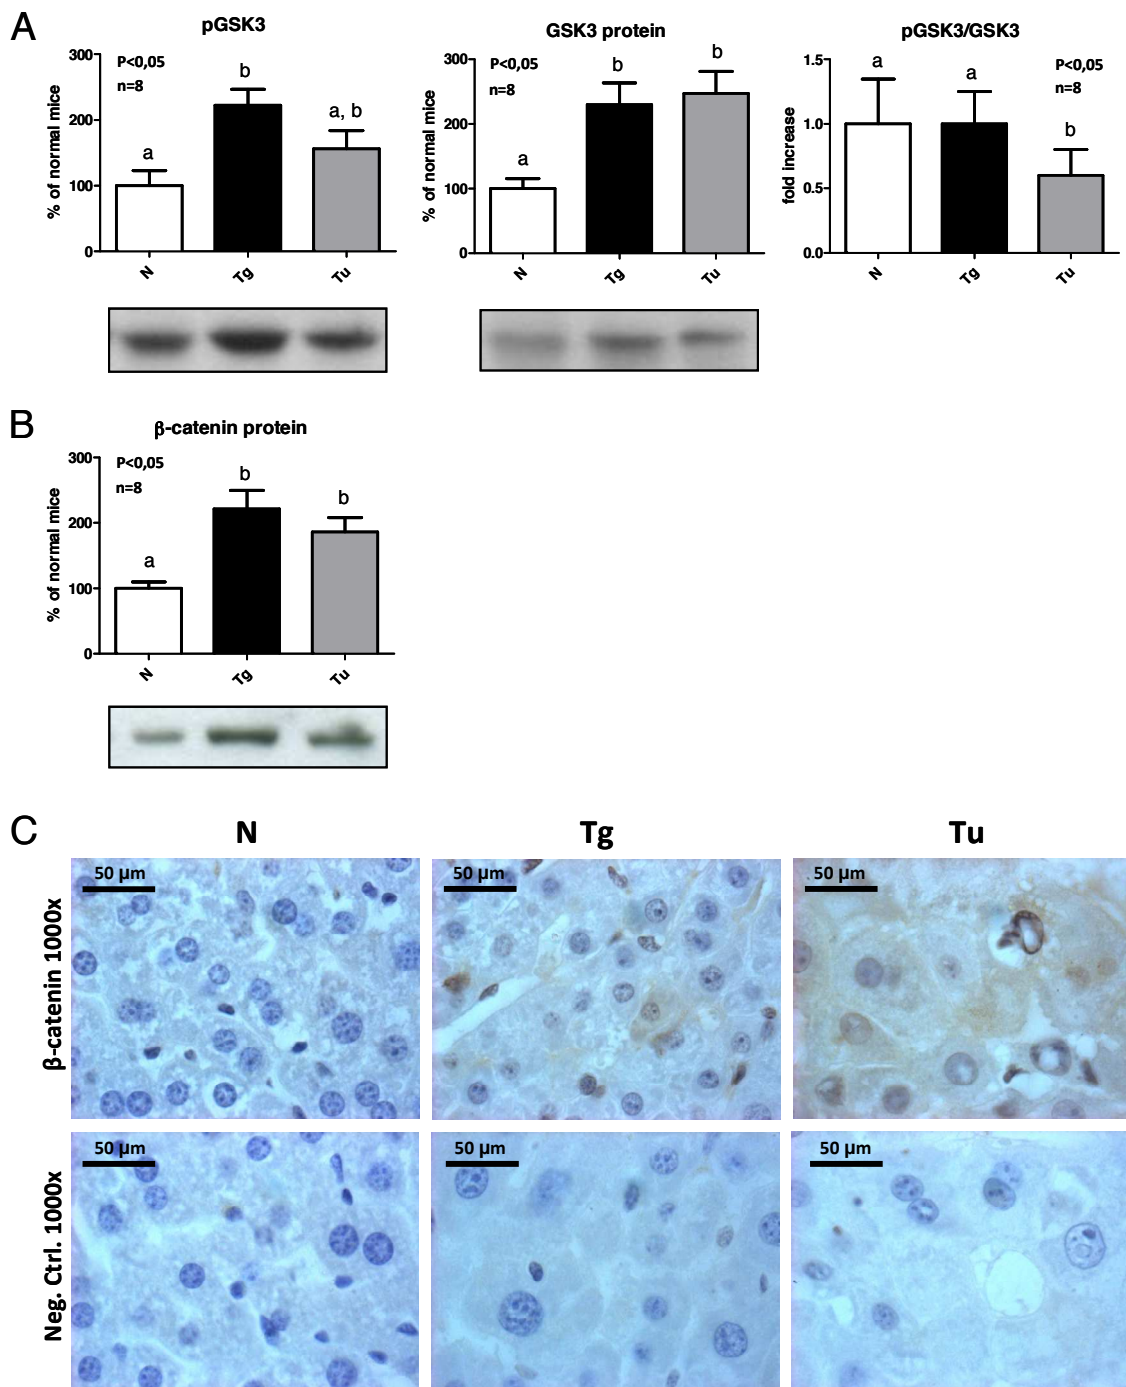 A
pGSK3
P<0,05
n=8
% of normal mice
300
200
100
0
a
b
a, b
N
Tg
Tu
GSK3 protein
P<0,05
n=8
% of normal mice
300
200
100
0
a
b
b
N
Tg
Tu
pGSK3/GSK3
P<0,05
n=8
fold increase
1.5
1.0
0.5
0.0
a
a
b
N
Tg
Tu
B
β-catenin protein
P<0,05
n=8
% of normal mice
300
200
100
0
a
b
b
N
Tg
Tu
C
N
Tg
Tu
β-catenin 1000x
50 µm
50 µm
50 µm
Neg. Ctrl. 1000x
50 µm
50 µm
50 µm